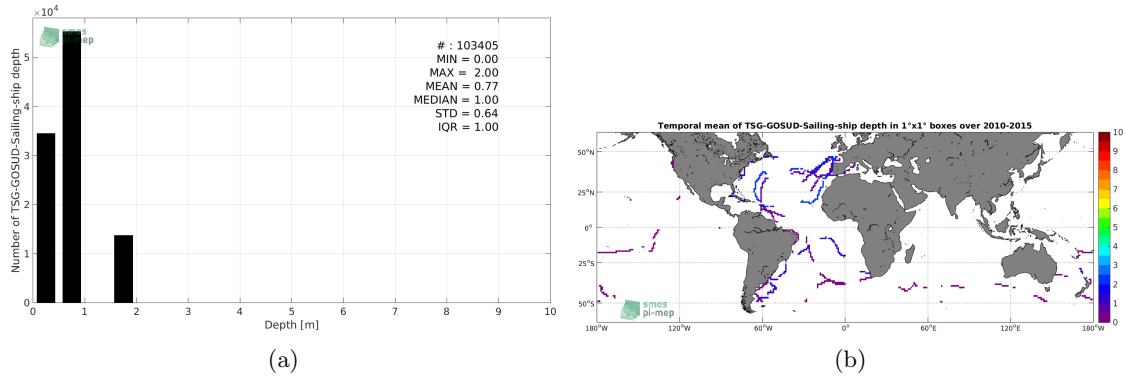 ×10⁴
smos
pi-mep
# : 103405
MIN = 0.00
MAX = 2.00
MEAN = 0.77
MEDIAN = 1.00
STD = 0.64
IQR = 1.00
Number of TSG-GOSUD-Sailing-ship depth
5
4
3
2
1
0
0 1 2 3 4 5 6 7 8 9 10
Depth [m]
(a)
Temporal mean of TSG-GOSUD-Sailing-ship depth in 1°x1° boxes over 2010-2015
50°N
25°N
0°
25°S
50°S
180°W 120°W 60°W 0° 60°E 120°E 180°W
smos
pi-mep
10
9
8
7
6
5
4
3
2
1
0
(b)